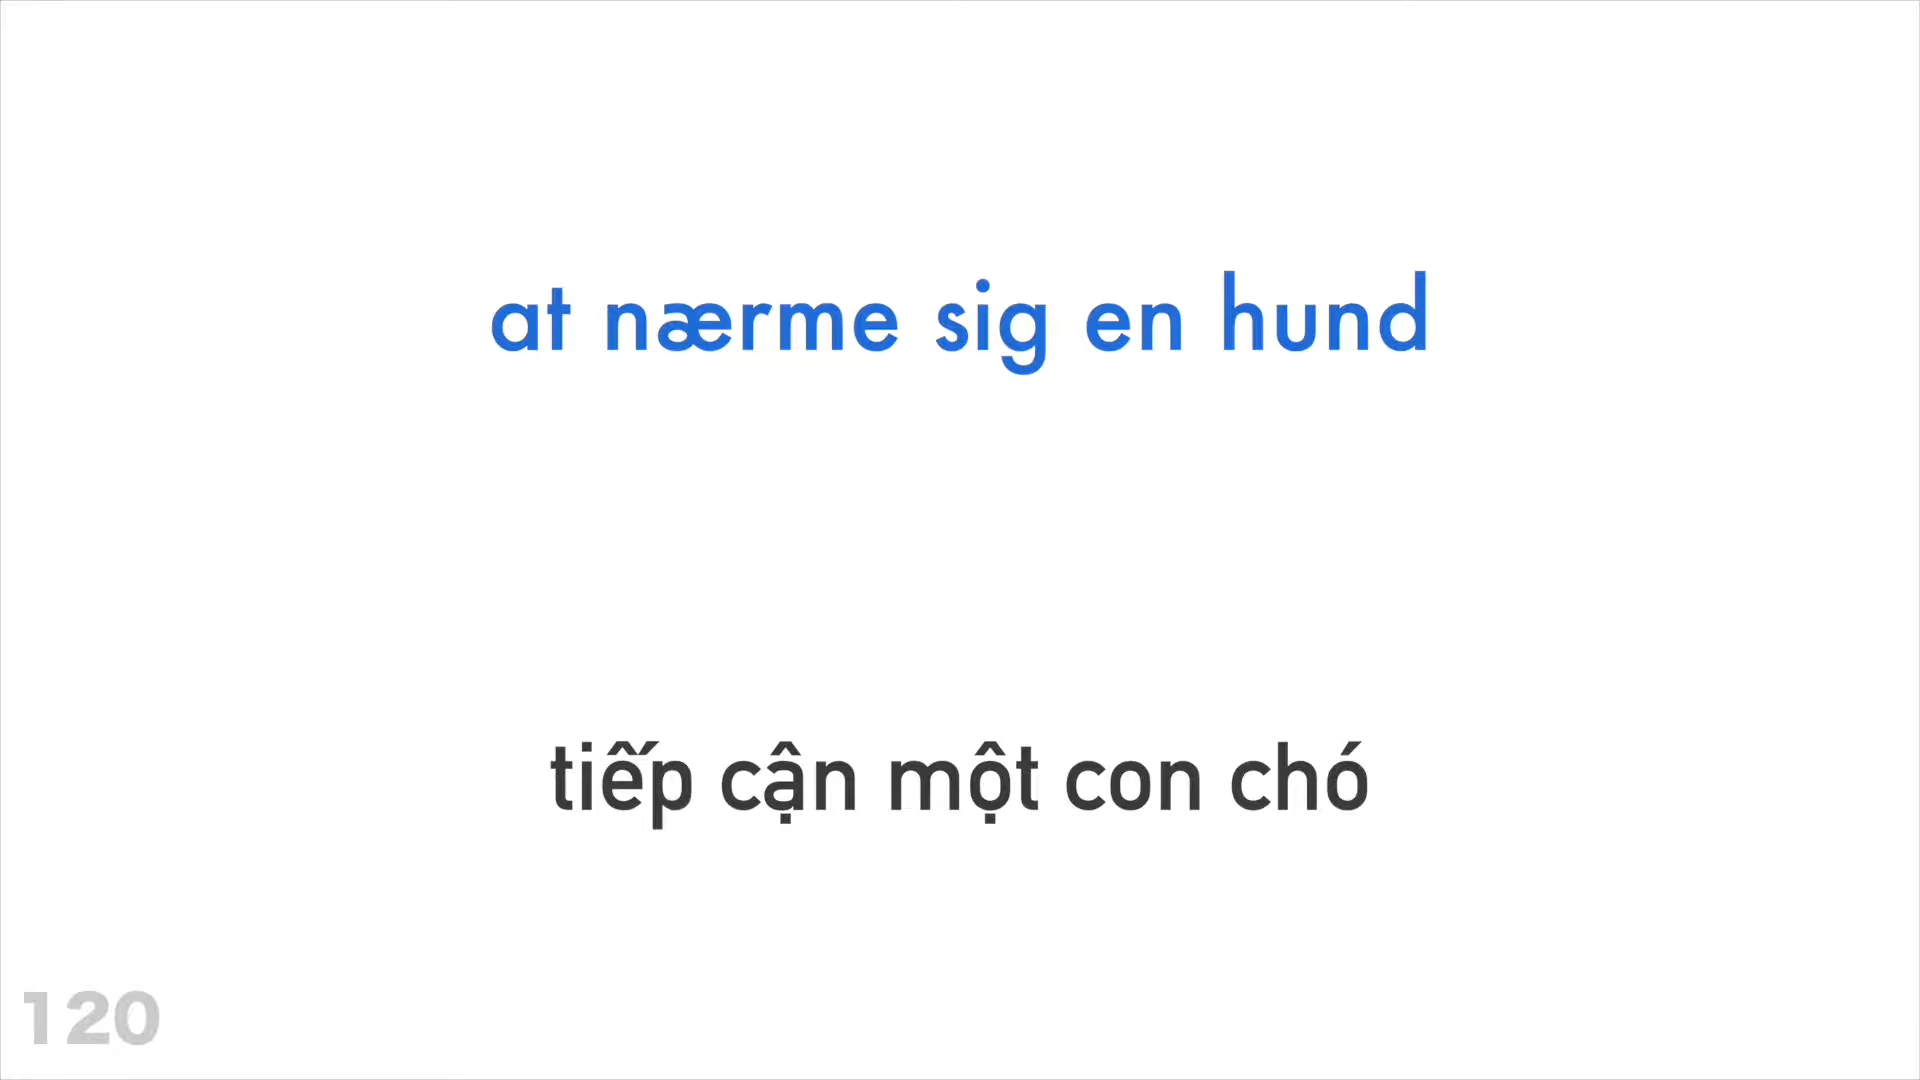 at nærme sig en hund
tiếp cận một con chó
120